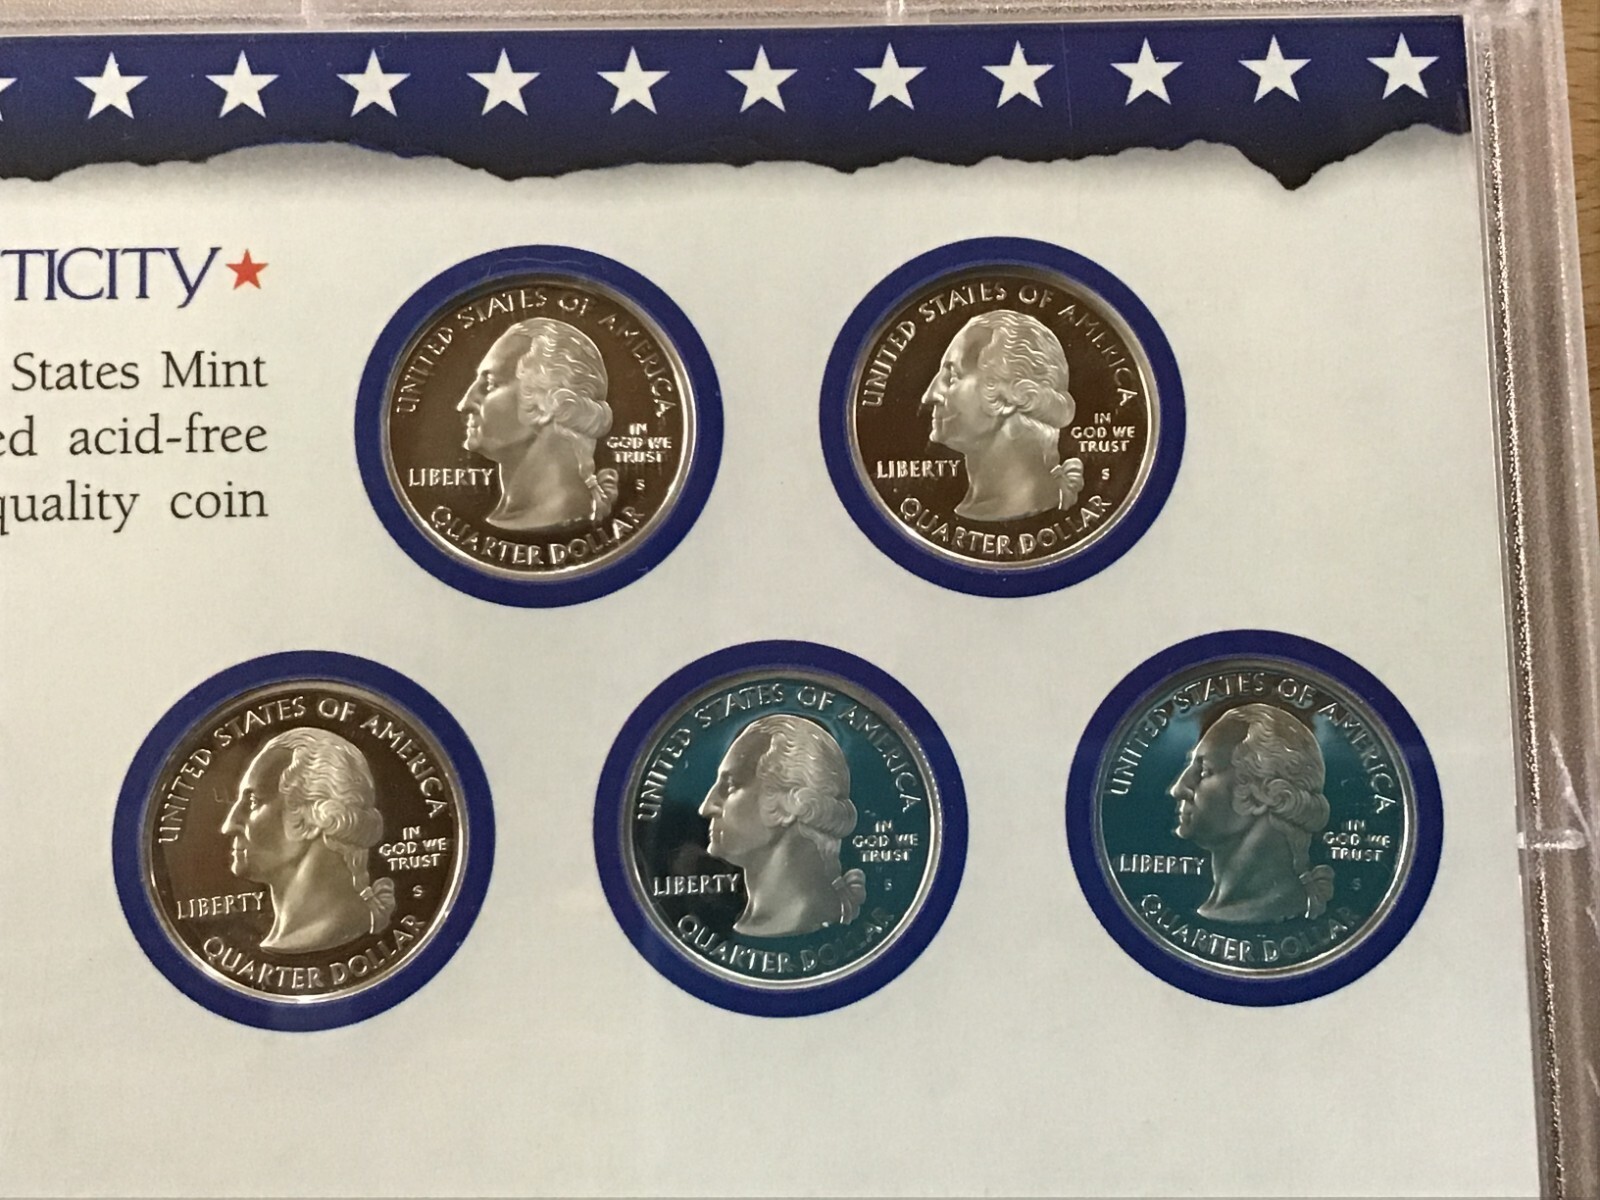 TICITY
States Mint
ed acid-free
quality coin
UNITED STATES OF AMERICA
LIBERTY
IN
GOD WE
TRUST
S
QUARTER DOLLAR
UNITED STATES OF AMERICA
LIBERTY
IN
GOD WE
TRUST
S
QUARTER DOLLAR
UNITED STATES OF AMERICA
LIBERTY
IN
GOD WE
TRUST
S
QUARTER DOLLAR
UNITED STATES OF AMERICA
LIBERTY
IN
GOD WE
TRUST
S
QUARTER DOLLAR
UNITED STATES OF AMERICA
LIBERTY
IN
GOD WE
TRUST
S
QUARTER DOLLAR